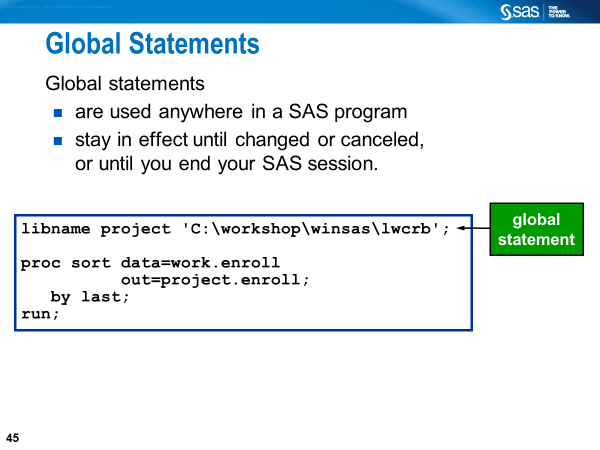 sas THE POWER TO KNOW.
Global Statements
Global statements
are used anywhere in a SAS program
stay in effect until changed or canceled,
or until you end your SAS session.
global
statement
libname project 'C:\workshop\winsas\lwcrb';
proc sort data=work.enroll
out=project.enroll;
by last;
run;
45